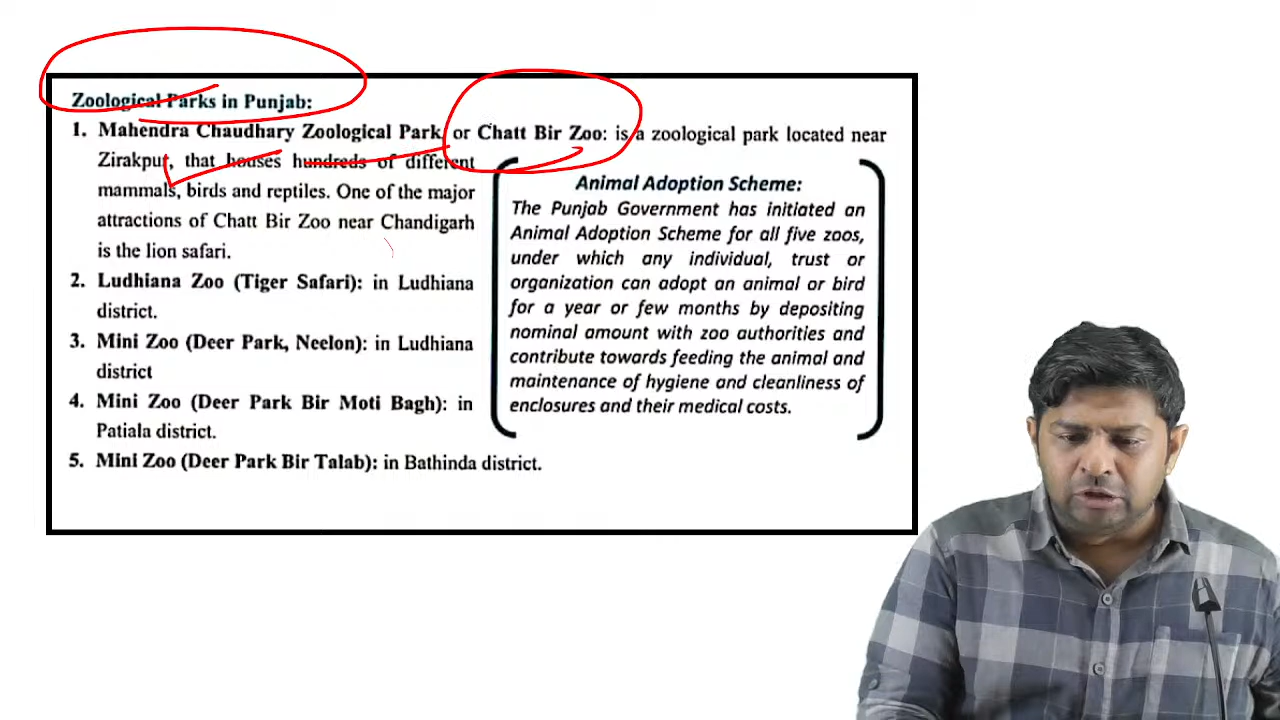 Zoological Parks in Punjab:
1. Mahendra Chaudhary Zoological Park or Chatt Bir Zoo: is a zoological park located near
Zirakpur, that houses hundreds of different
mammals, birds and reptiles. One of the major
attractions of Chatt Bir Zoo near Chandigarh
is the lion safari.
2. Ludhiana Zoo (Tiger Safari): in Ludhiana
district.
3. Mini Zoo (Deer Park, Neelon): in Ludhiana
district
4. Mini Zoo (Deer Park Bir Moti Bagh): in
Patiala district.
5. Mini Zoo (Deer Park Bir Talab): in Bathinda district.
Animal Adoption Scheme:
The Punjab Government has initiated an
Animal Adoption Scheme for all five zoos,
under which any individual, trust or
organization can adopt an animal or bird
for a year or few months by depositing
nominal amount with zoo authorities and
contribute towards feeding the animal and
maintenance of hygiene and cleanliness of
enclosures and their medical costs.